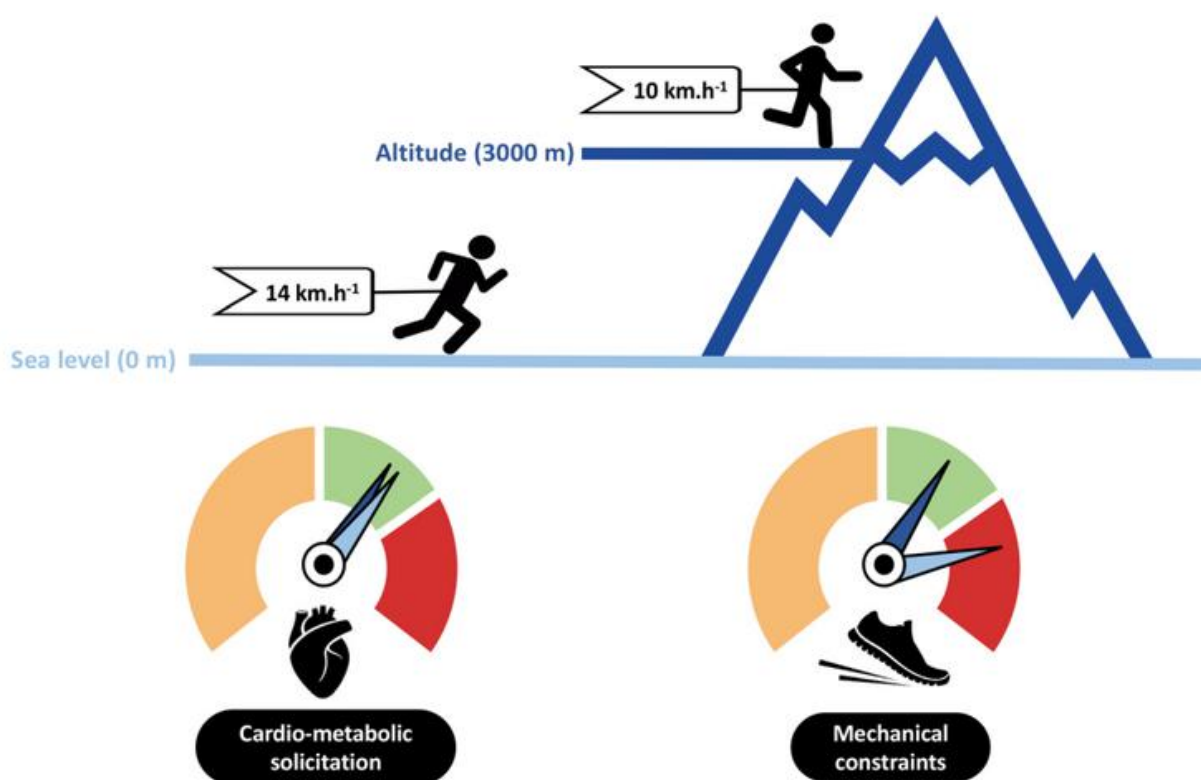 10 km.h⁻¹
Altitude (3000 m)
14 km.h⁻¹
Sea level (0 m)
Cardio-metabolic
solicitation
Mechanical
constraints